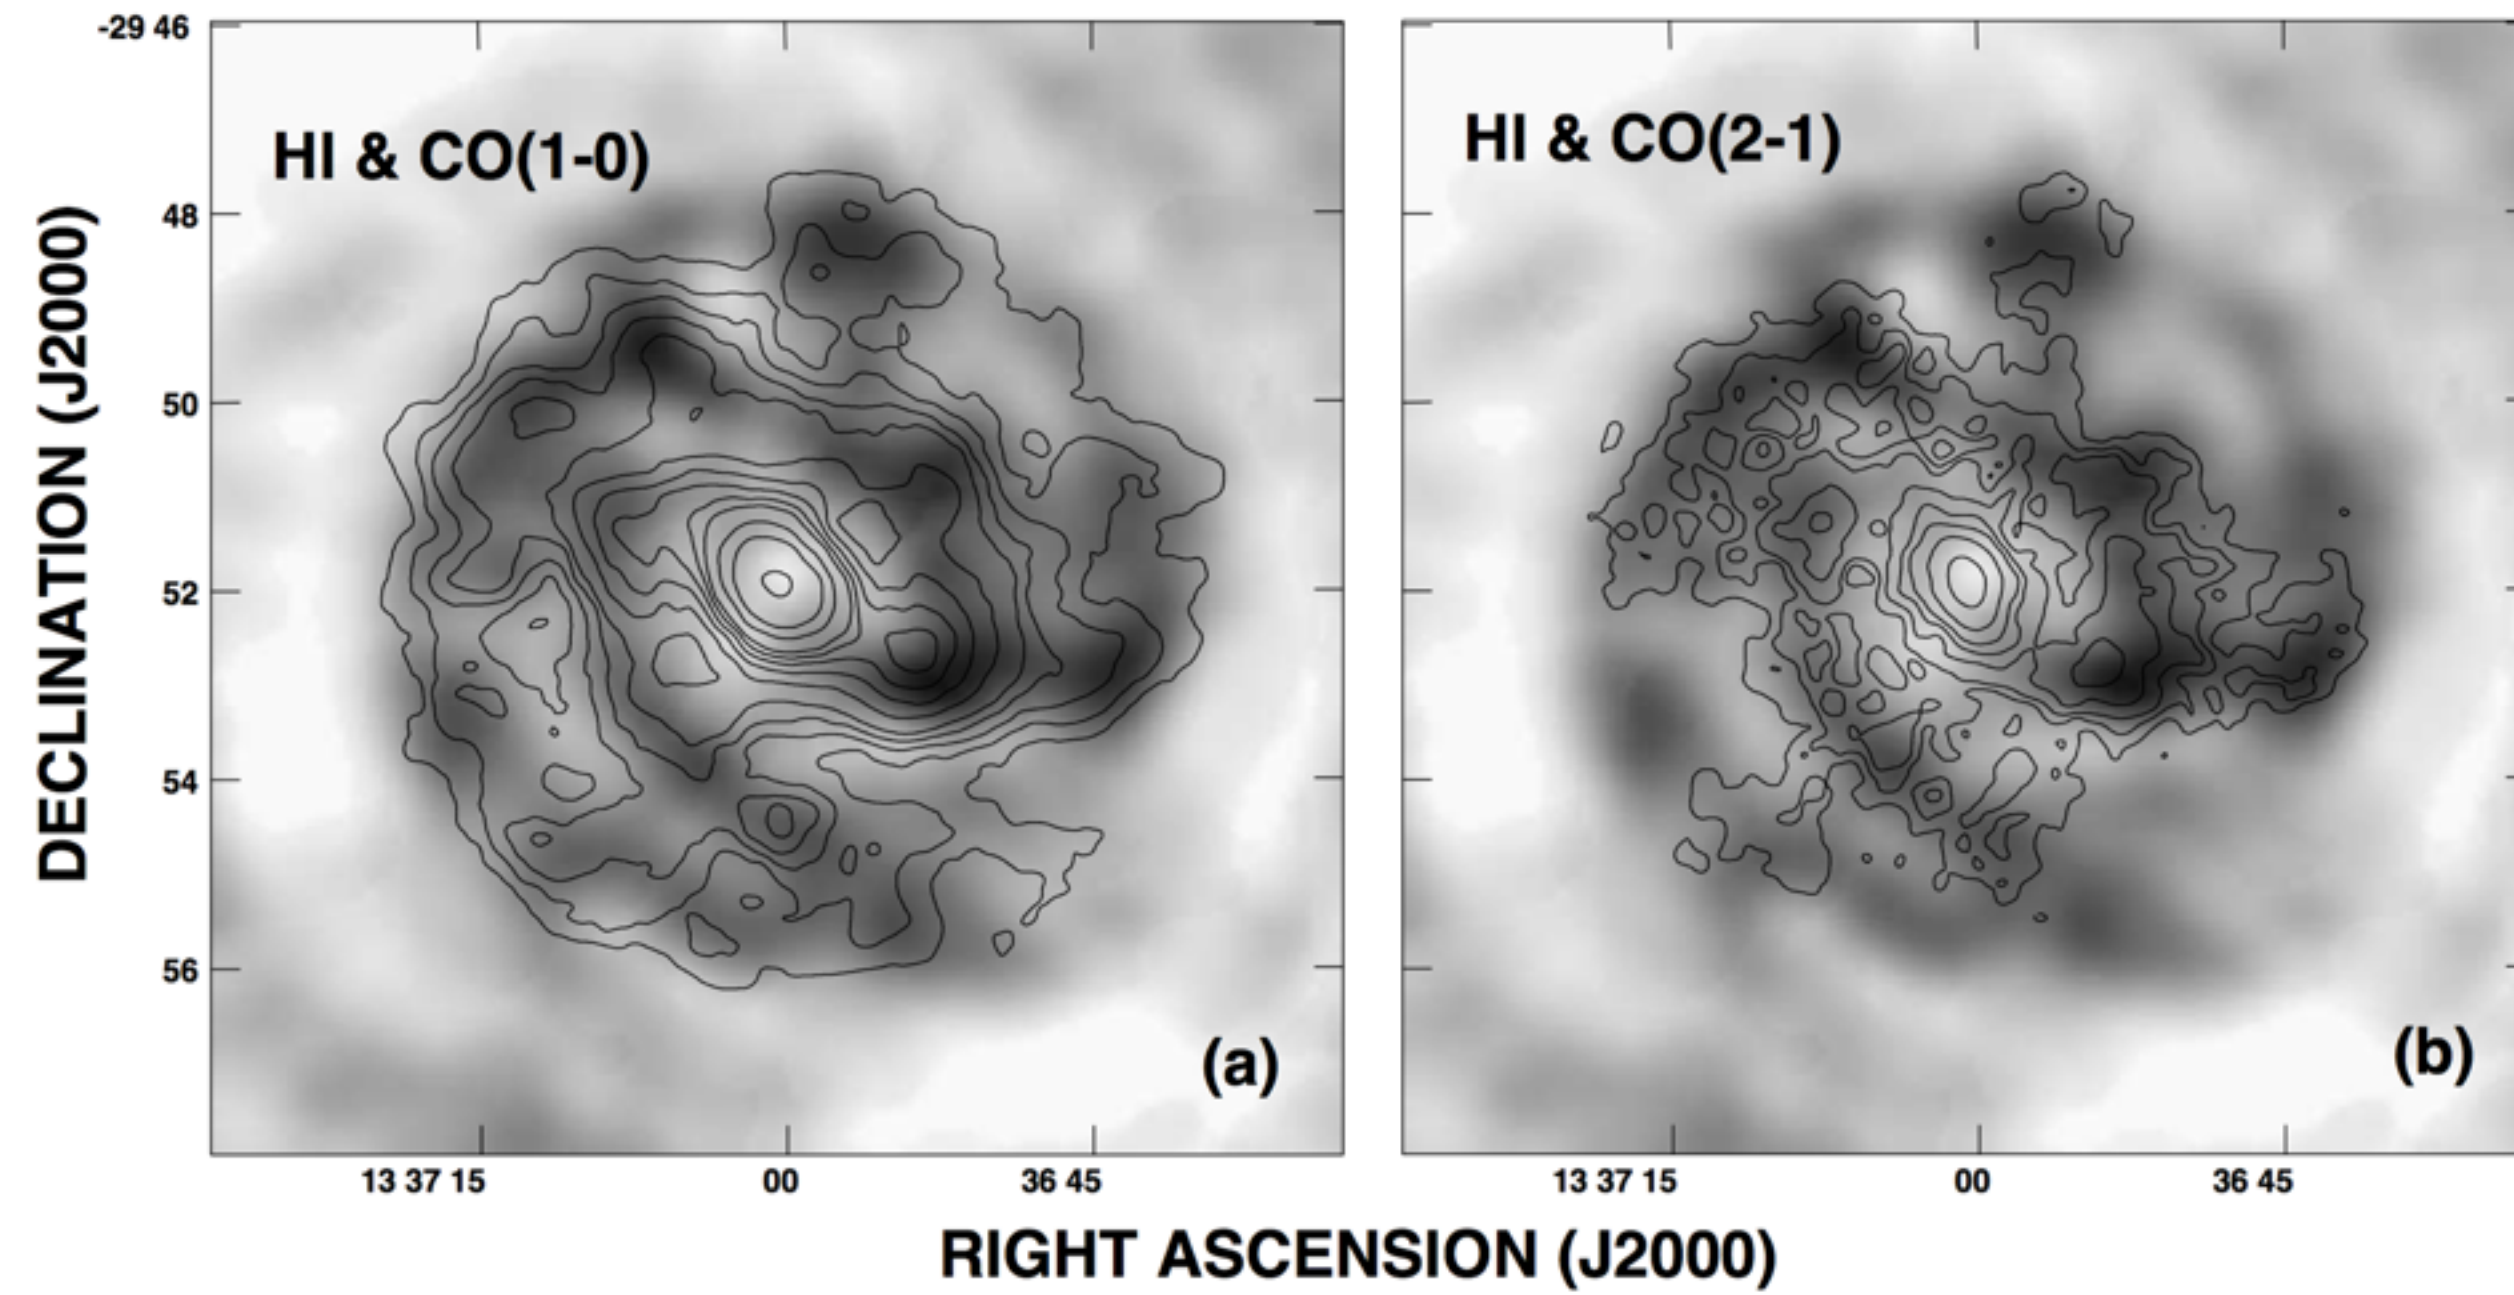 -29 46
HI & CO(1-0)
HI & CO(2-1)
48
50
52
54
56
DECLINATION (J2000)
(a)
(b)
13 37 15 00 36 45
13 37 15 00 36 45
RIGHT ASCENSION (J2000)